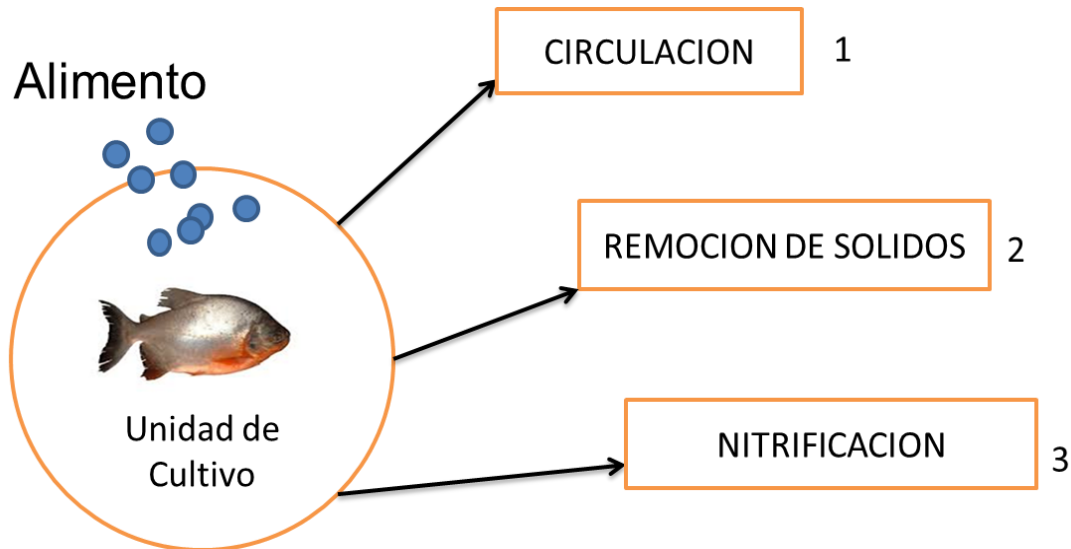 CIRCULACION 1
Alimento
REMOCION DE SOLIDOS 2
Unidad de
Cultivo
NITRIFICACION 3